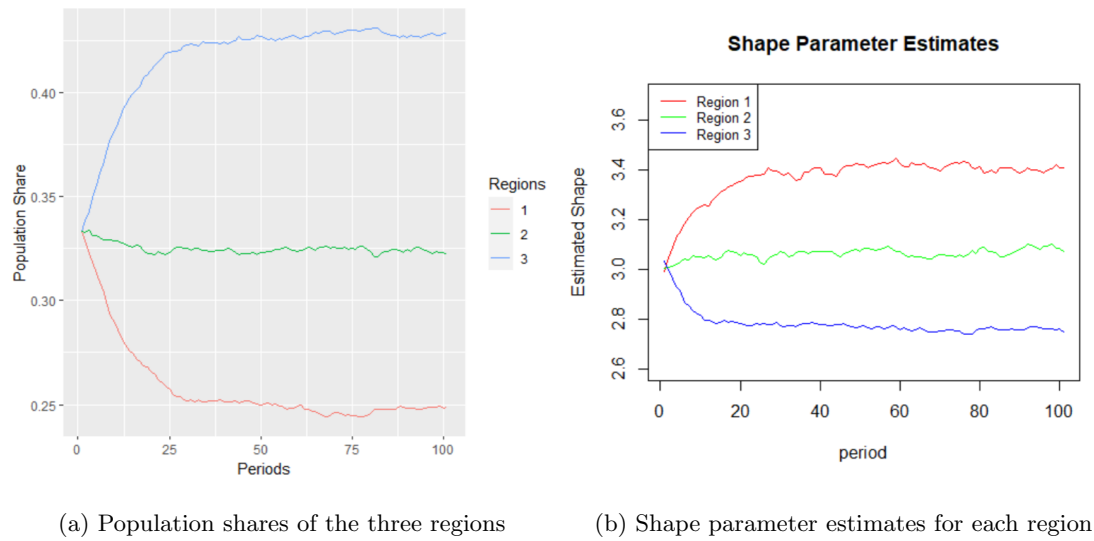 Population Share
0.40
0.35
0.30
0.25
0
25
50
75
100
Periods
Regions
1
2
3
(a) Population shares of the three regions
Shape Parameter Estimates
Estimated Shape
3.6
3.4
3.2
3.0
2.8
2.6
Region 1
Region 2
Region 3
0
20
40
60
80
100
period
(b) Shape parameter estimates for each region